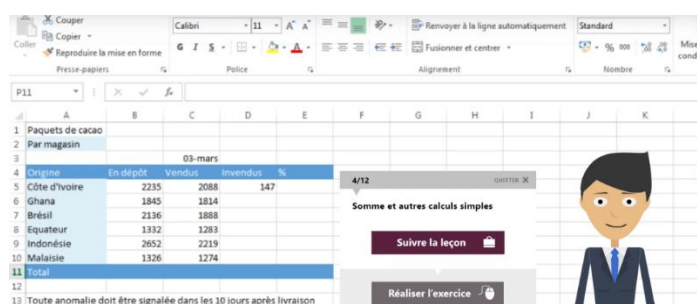 Couper
Calibri 11 A A Renvoyer à la ligne automatiquement Standard
Coller Copier
Reproduire la mise en forme G I S A Fusionner et centrer % 000 Mise
cond
Presse-papiers Police Alignement Nombre
P11 fx
A B C D E F G H I J K
1 Paquets de cacao
2 Par magasin
3 03-mars
4 Origine En dépôt Vendus Invendus %
5 Côte d'Ivoire 2235 2088 147
6 Ghana 1845 1814
7 Brésil 2136 1888
8 Equateur 1332 1283
9 Indonésie 2652 2219
10 Malaisie 1326 1274
11 Total
12
13 Toute anomalie doit être signalée dans les 10 jours après livraison
4/12 QUITTER X
Somme et autres calculs simples
Suivre la leçon
Réaliser l'exercice